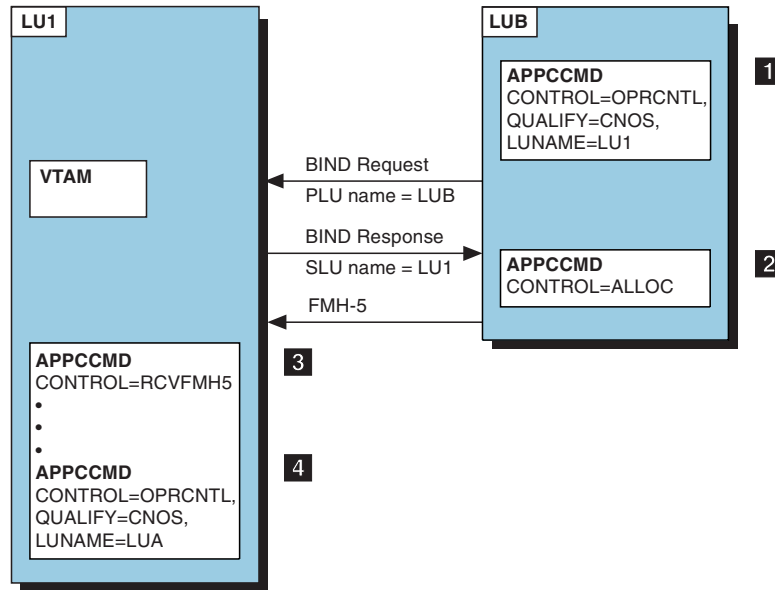 LU1
LUB
APPCCMD
CONTROL=OPRCNTL,
QUALIFY=CNOS,
LUNAME=LU1
1
VTAM
BIND Request
PLU name = LUB
BIND Response
SLU name = LU1
APPCCMD
CONTROL=ALLOC
2
FMH-5
APPCCMD
CONTROL=RCVFMH5
•
•
•
3
APPCCMD
CONTROL=OPRCNTL,
QUALIFY=CNOS,
LUNAME=LUA
4